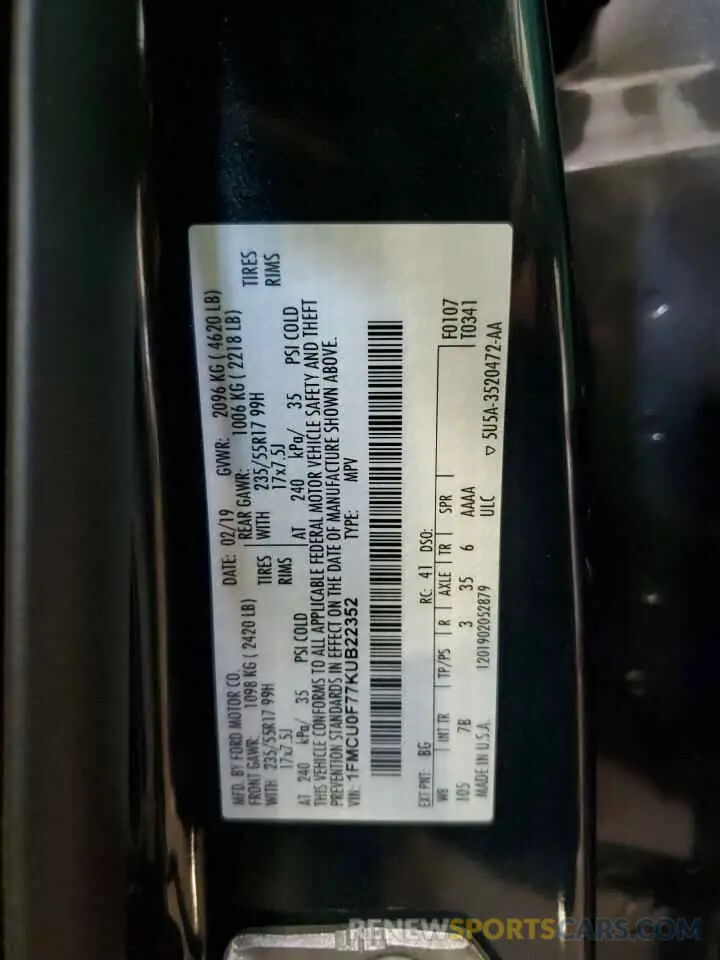 MFD. BY FORD MOTOR CO. DATE: 02/19 GVWR: 2096 KG ( 4620 LB)
FRONT GAWR: 1098 KG ( 2420 LB) REAR GAWR: 1006 KG ( 2218 LB)
WITH 235/55R17 99H TIRES WITH 235/55R17 99H TIRES
17x7.5J RIMS 17x7.5J RIMS
AT 240 kPa/ 35 PSI COLD AT 240 kPa/ 35 PSI COLD
THIS VEHICLE CONFORMS TO ALL APPLICABLE FEDERAL MOTOR VEHICLE SAFETY AND THEFT
PREVENTION STANDARDS IN EFFECT ON THE DATE OF MANUFACTURE SHOWN ABOVE.
VIN: 1FMCU0F77KUB22352 TYPE: MPV
EXT PNT: BG RC: 41 DSO: F0107
WB INT TR TP/PS R AXLE TR SPR T0341
105 7B 3 35 6 AAAA
MADE IN U.S.A. 1201902052879 ULC 5U5A-3520472-AA
RENEWSPORTSCARS.COM